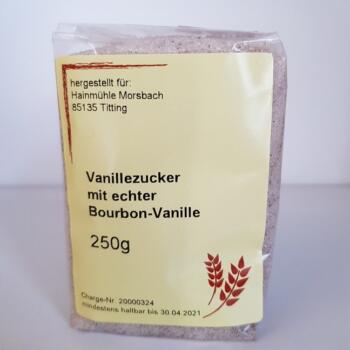 hergestellt für:
Hainmühle Morsbach
85135 Titting
Vanillezucker
mit echter
Bourbon-Vanille
250g
Charge-Nr. 20000324
mindestens haltbar bis 30.04.2021